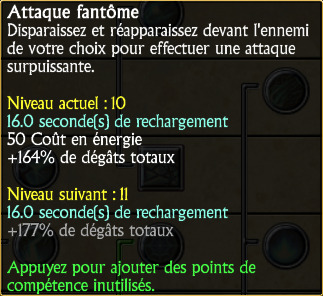 Attaque fantôme
Disparaissez et réapparaissez devant l'ennemi
de votre choix pour effectuer une attaque
surpuissante.
Niveau actuel : 10
16.0 seconde(s) de rechargement
50 Coût en énergie
+164% de dégâts totaux
Niveau suivant : 11
16.0 seconde(s) de rechargement
+177% de dégâts totaux
Appuyez pour ajouter des points de
compétence inutilisés.